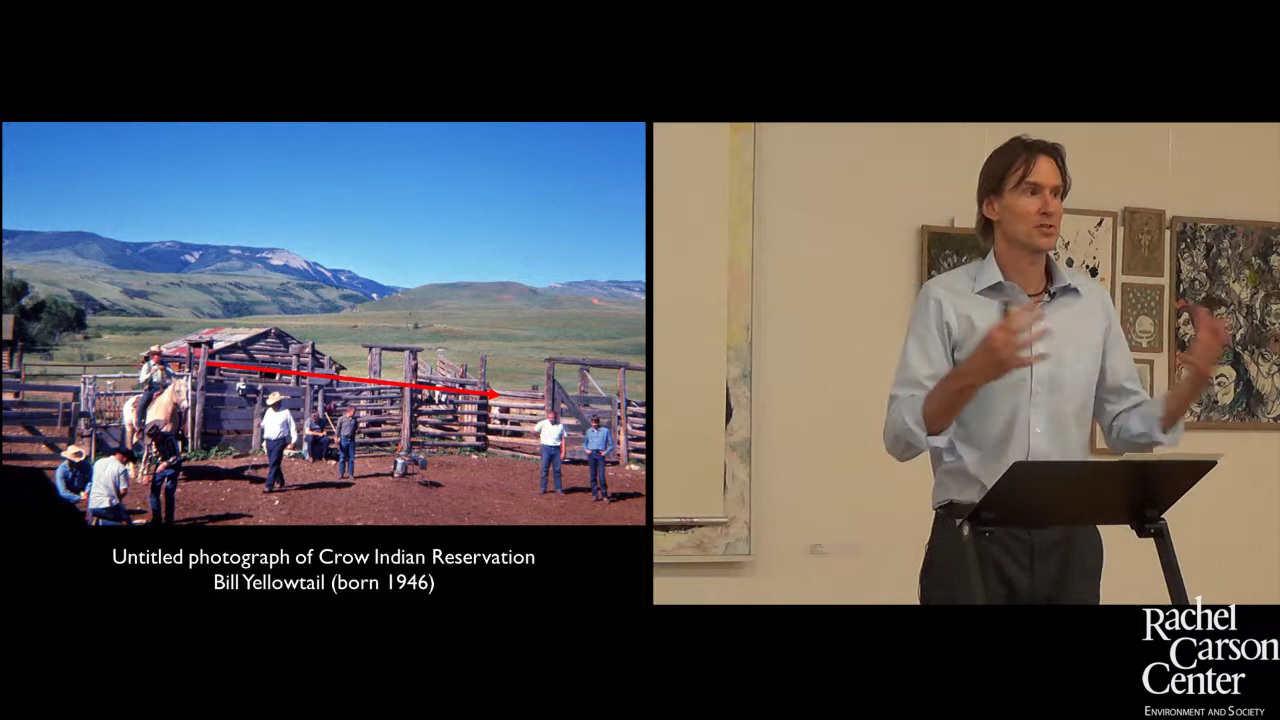 Untitled photograph of Crow Indian Reservation
Bill Yellowtail (born 1946)
Rachel
Carson
Center
ENVIRONMENT AND SOCIETY